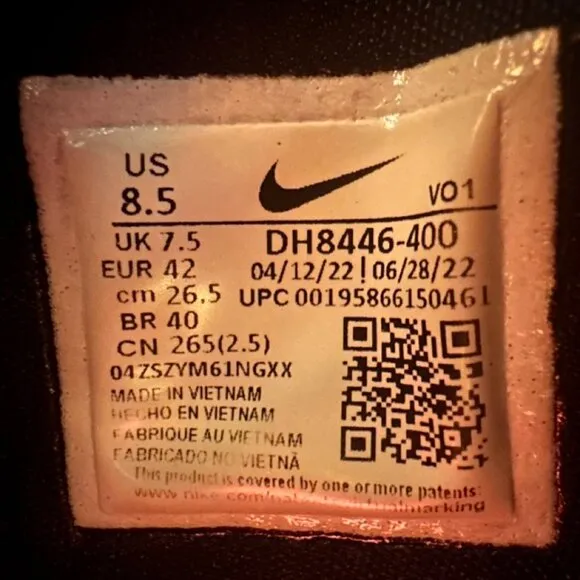 US
8.5
VO1
UK 7.5
DH8446-400
EUR 42
04/12/22 | 06/28/22
cm 26.5
UPC 00195866150461
BR 40
CN 265(2.5)
04ZSZYM61NGXX
MADE IN VIETNAM
HECHO EN VIETNAM
FABRIQUE AU VIETNAM
FABRICADO NO VIETNÃ
This product is covered by one or more patents: